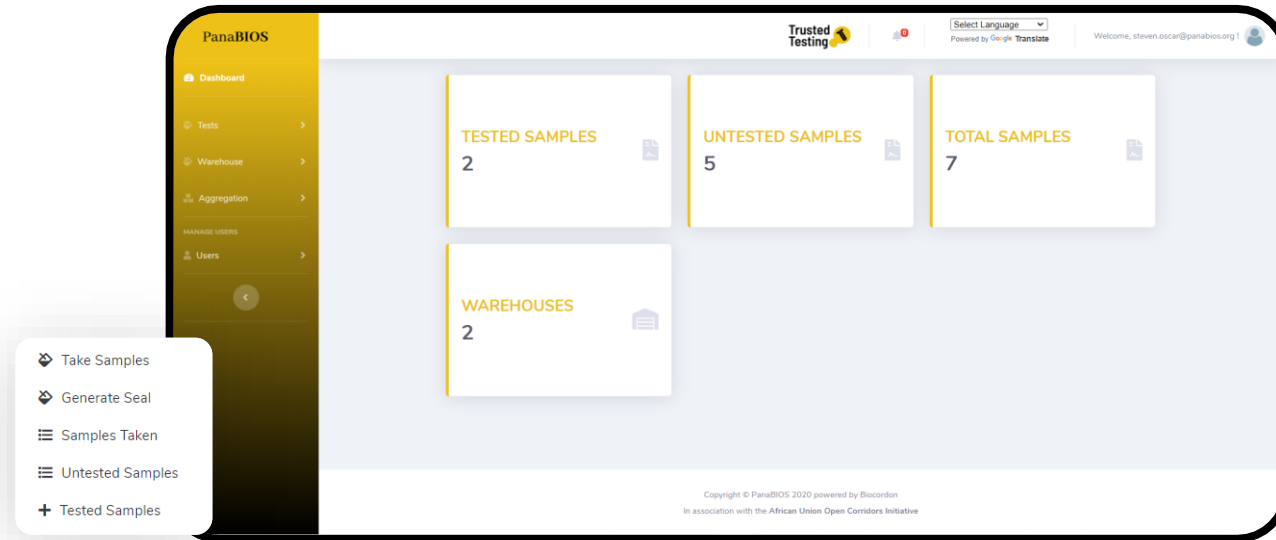 PanaBIOS
Trusted
Testing
0
Select Language
Powered by Google Translate
Welcome, steven.oscar@panabios.org !
Dashboard
Tests
Warehouse
Aggregation
MANAGE USERS
Users
TESTED SAMPLES
2
UNTESTED SAMPLES
5
TOTAL SAMPLES
7
WAREHOUSES
2
Take Samples
Generate Seal
Samples Taken
Untested Samples
Tested Samples
Copyright © PanaBIOS 2020 powered by Biocordon
In association with the African Union Open Corridors Initiative